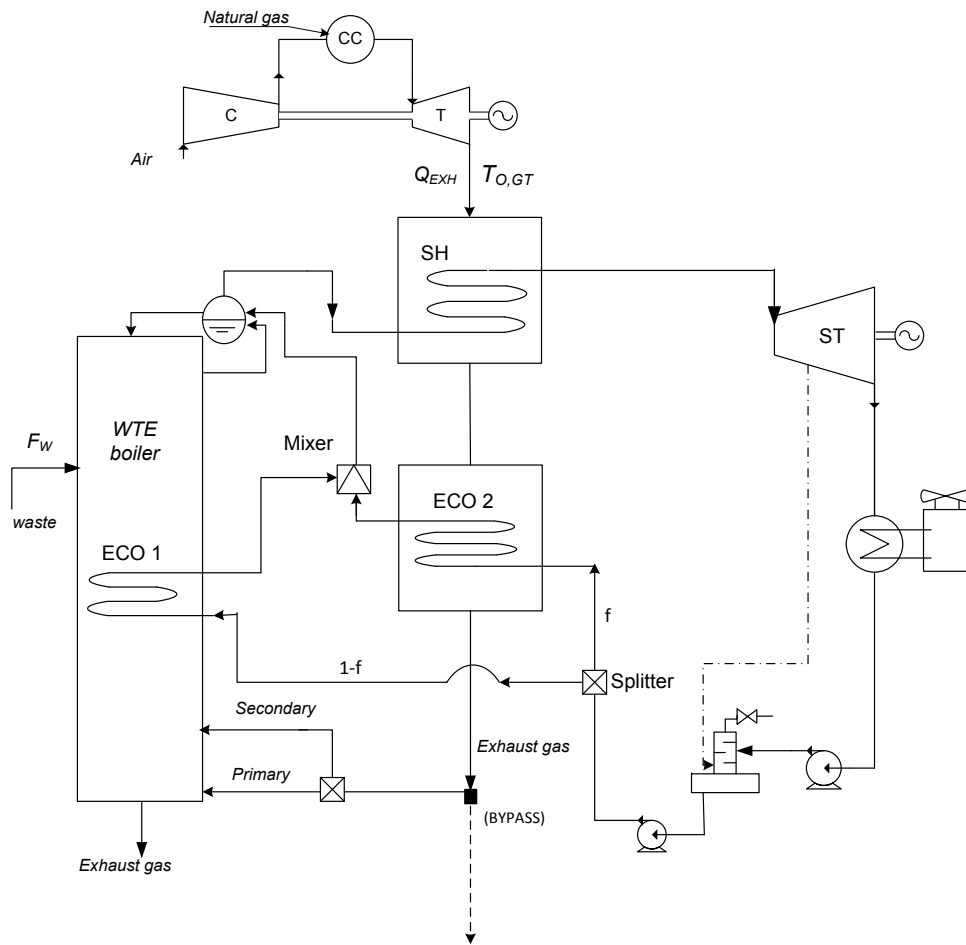 Natural gas
CC
C
T
Air
Q_EXH
T_O,GT
SH
ST
F_W
WTE
boiler
Mixer
waste
ECO 2
ECO 1
f
1-f
Splitter
Secondary
Exhaust gas
Primary
(BYPASS)
Exhaust gas